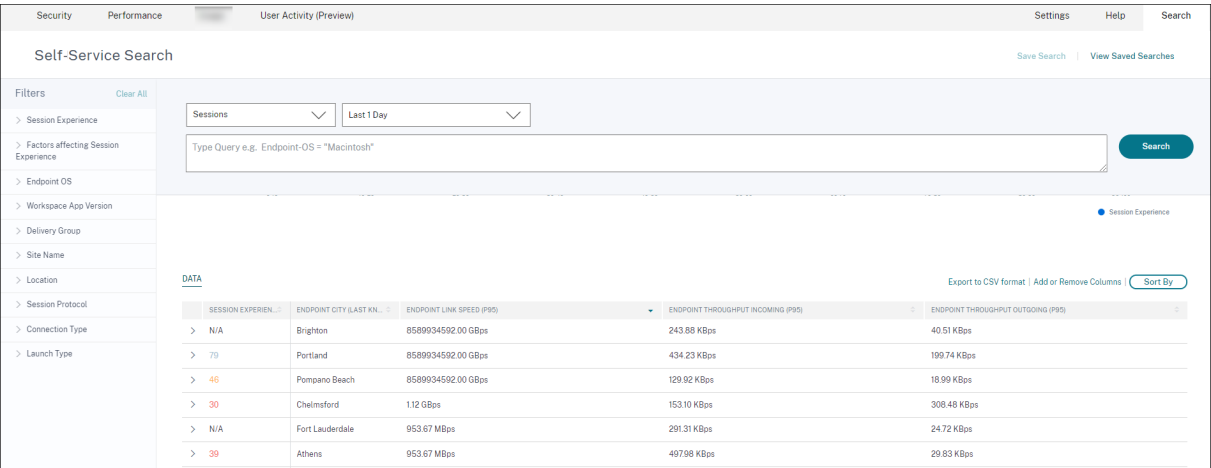 Security Performance User Activity (Preview) Settings Help Search
Self-Service Search Save Search | View Saved Searches
Filters Clear All
Session Experience
Factors affecting Session
Experience
Endpoint OS
Workspace App Version
Delivery Group
Site Name
Location
Session Protocol
Connection Type
Launch Type
Sessions Last 1 Day
Type Query e.g. Endpoint-OS = "Macintosh" Search
Session Experience
DATA
Export to CSV format | Add or Remove Columns | Sort By
SESSION EXPERIEN... ENDPOINT CITY (LAST KN... ENDPOINT LINK SPEED (P95) ENDPOINT THROUGHPUT INCOMING (P95) ENDPOINT THROUGHPUT OUTGOING (P95)
N/A Brighton 8589934592.00 GBps 243.88 KBps 40.51 KBps
79 Portland 8589934592.00 GBps 434.23 KBps 199.74 KBps
46 Pompano Beach 8589934592.00 GBps 129.92 KBps 18.99 KBps
30 Chelmsford 1.12 GBps 153.10 KBps 308.48 KBps
N/A Fort Lauderdale 953.67 MBps 291.31 KBps 24.72 KBps
39 Athens 953.67 MBps 497.98 KBps 29.83 KBps